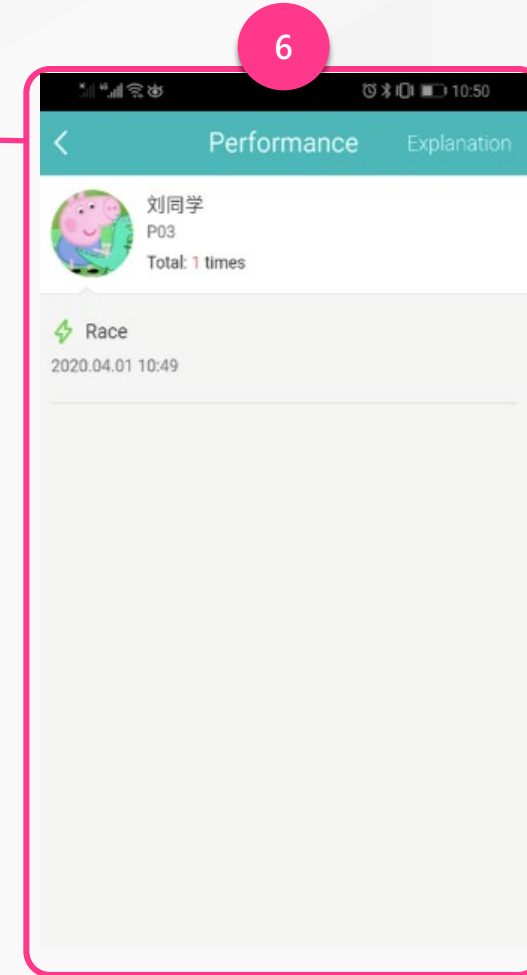 6
10:50
Performance Explanation
刘同学
P03
Total: 1 times
Race
2020.04.01 10:49